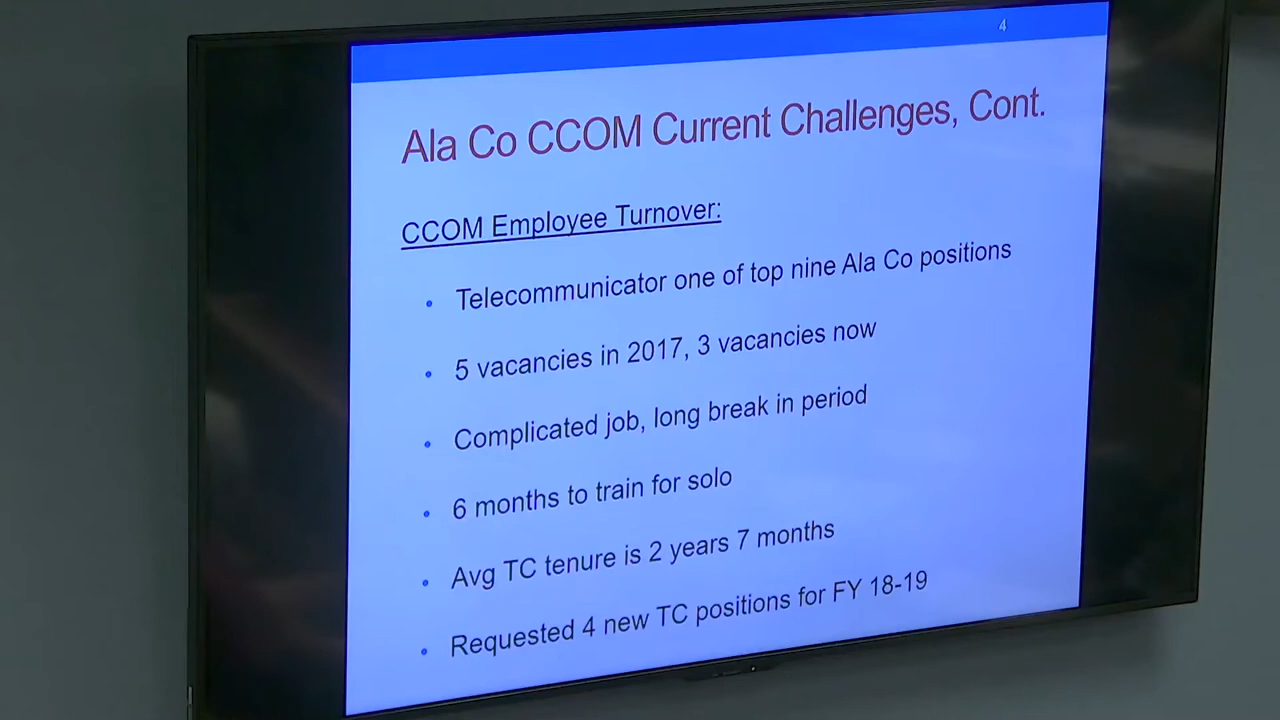 4
Ala Co CCOM Current Challenges, Cont.
CCOM Employee Turnover:
• Telecommunicator one of top nine Ala Co positions
• 5 vacancies in 2017, 3 vacancies now
• Complicated job, long break in period
• 6 months to train for solo
• Avg TC tenure is 2 years 7 months
• Requested 4 new TC positions for FY 18-19